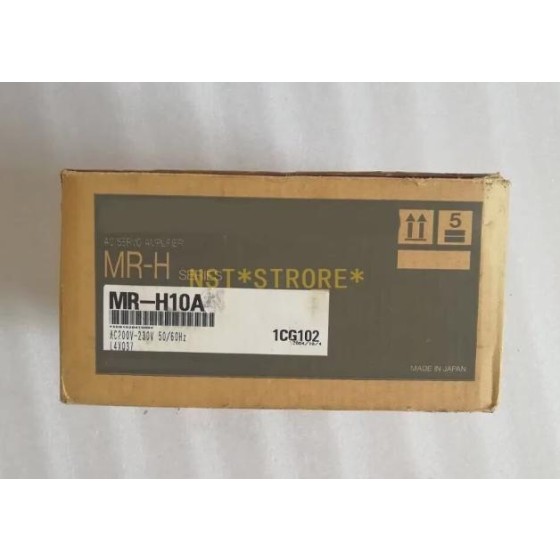 AC SERVO AMPLIFIER
MR-H SERIES
NST*STRORE*
5
MR-H10A
AC200V-230V 50/60Hz
1CG102
MADE IN JAPAN